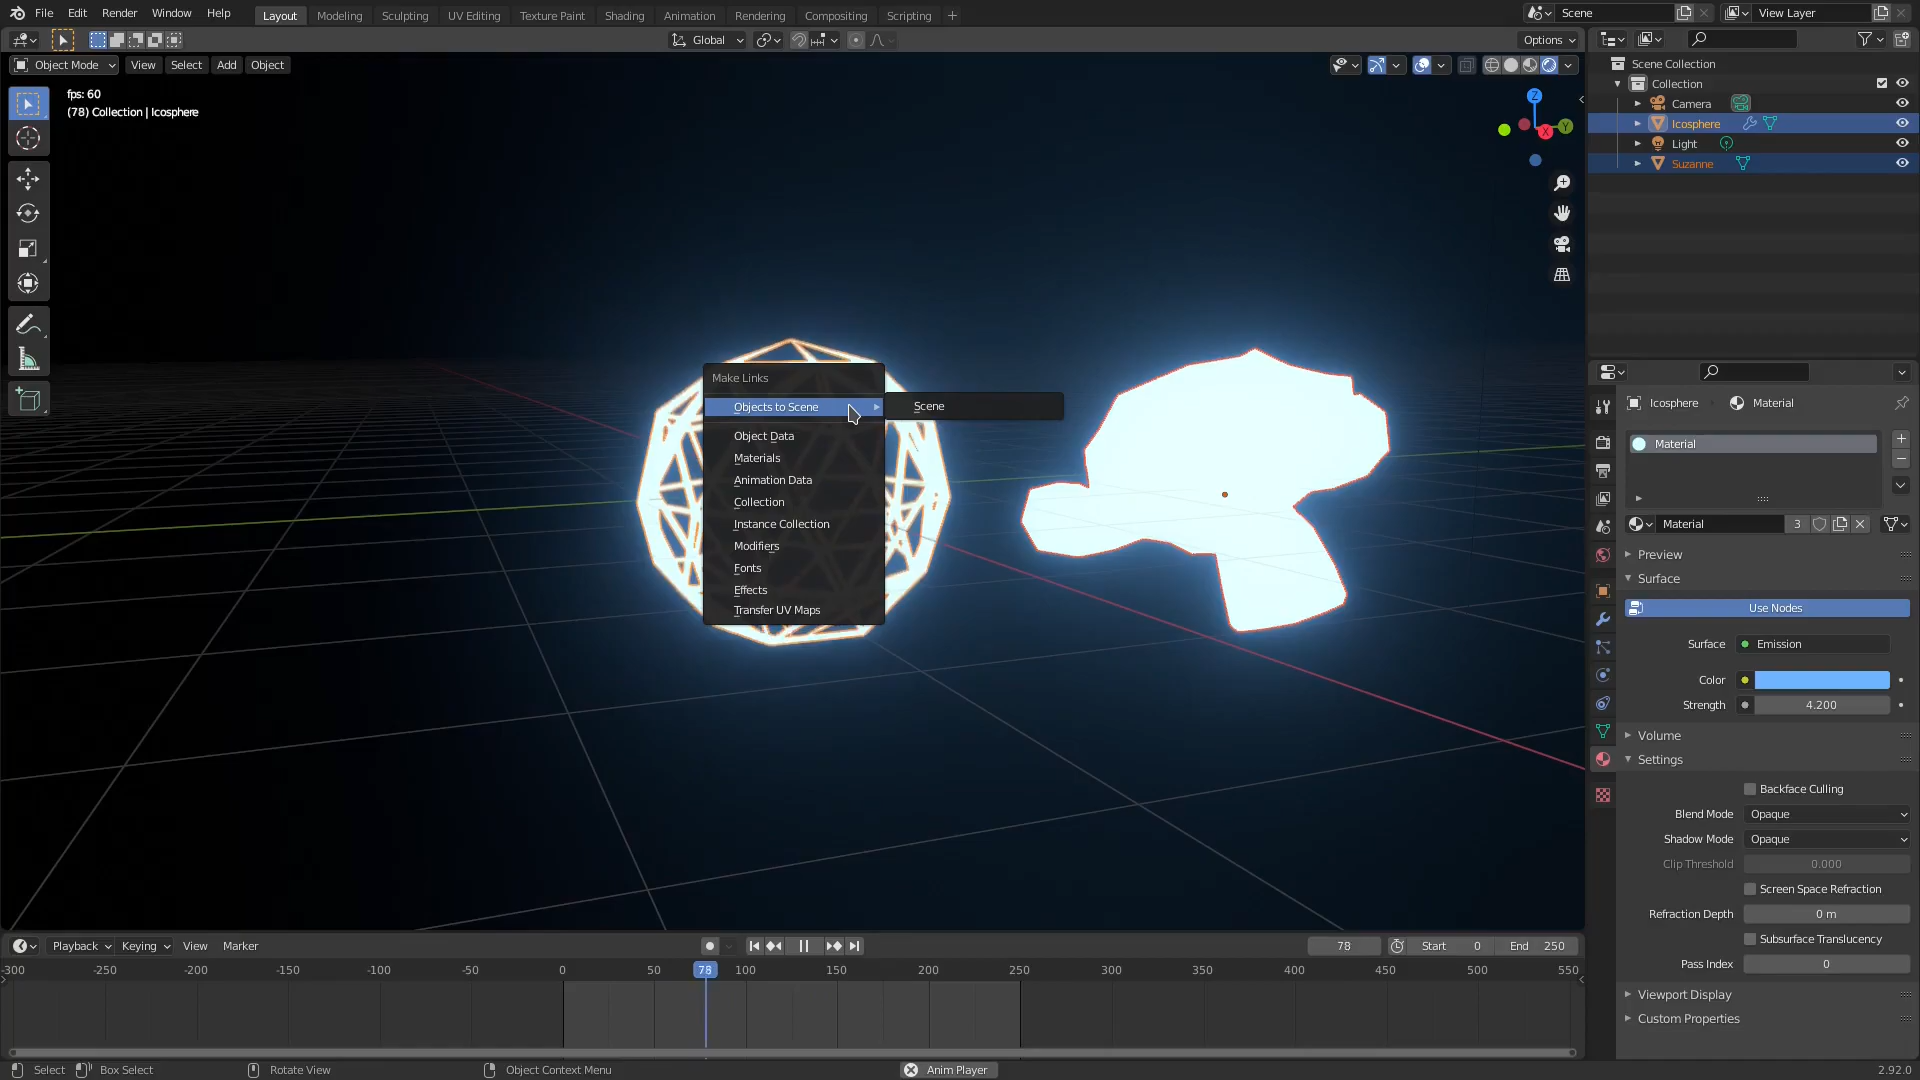 File Edit Render Window Help Layout Modeling Sculpting UV Editing Texture Paint Shading Animation Rendering Compositing Scripting + Scene View Layer
Global Options
Object Mode View Select Add Object
fps: 60
(78) Collection | Icosphere
Z
Y
X
Scene Collection
Collection
Camera
Icosphere
Light
Suzanne
Make Links
Objects to Scene
Scene
Object Data
Materials
Animation Data
Collection
Instance Collection
Modifiers
Fonts
Effects
Transfer UV Maps
Icosphere > Material
Material
Material 3
Preview
Surface
Use Nodes
Surface Emission
Color
Strength 4.200
Volume
Settings
Backface Culling
Blend Mode Opaque
Shadow Mode Opaque
Clip Threshold 0.000
Screen Space Refraction
Refraction Depth 0 m
Subsurface Translucency
Pass Index 0
Viewport Display
Custom Properties
Playback Keying View Marker 78 Start 0 End 250
-300 -250 -200 -150 -100 -50 0 50 78 100 150 200 250 300 350 400 450 500 550
Select Box Select Rotate View Object Context Menu Anim Player 2.92.0